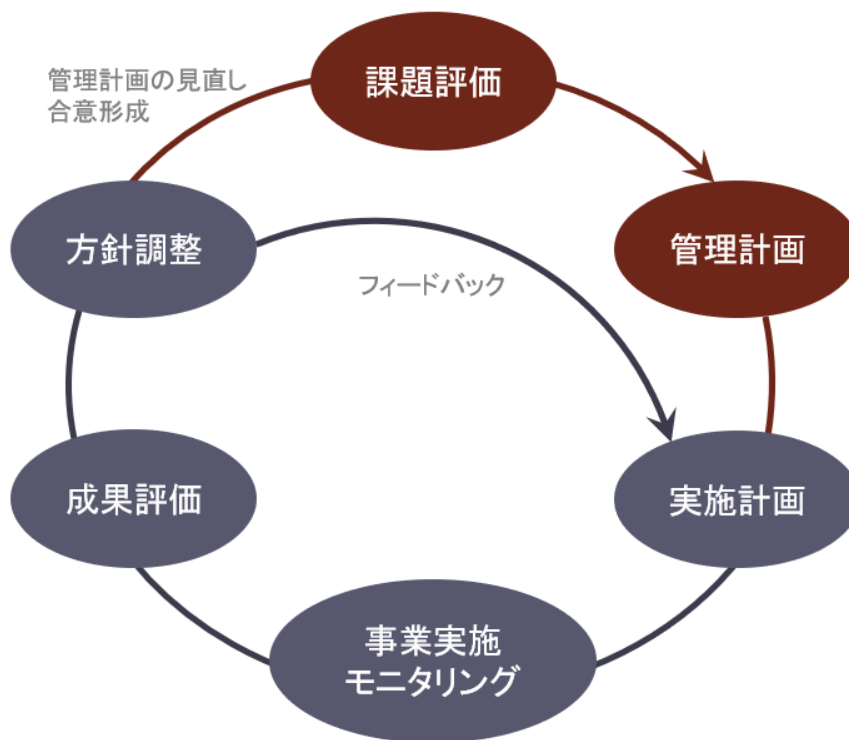 管理計画の見直し
合意形成
課題評価
方針調整
管理計画
フィードバック
成果評価
実施計画
事業実施
モニタリング